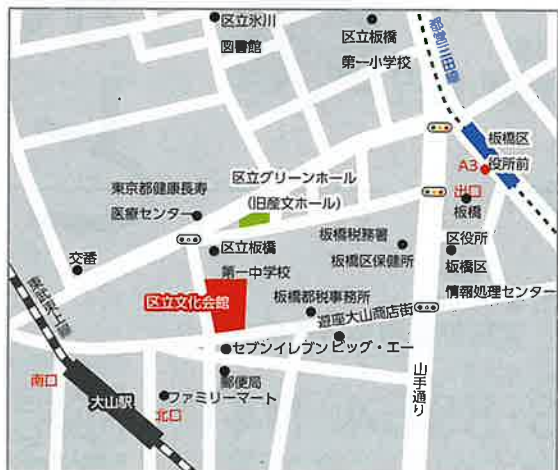 区立氷川
図書館
区立板橋
第一小学校
都営三田線
板橋区
役所前
A3
出口
板橋
区役所
東京都健康長寿
医療センター
区立グリーンホール
(旧産文ホール)
交番
区立板橋
第一中学校
板橋税務署
板橋区保健所
板橋区
情報処理センター
区立文化会館
板橋都税事務所
遊座大山商店街
東武東上線
セブンイレブン
ビッグ・エー
郵便局
ファミリーマート
南口
大山駅
北口
山手通り